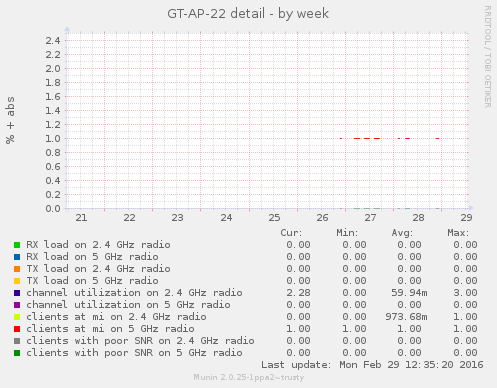 GT-AP-22 detail - by week
RRDTOOL / TOBI OETIKER
% + abs
2.4
2.2
2.0
1.8
1.6
1.4
1.2
1.0
0.8
0.6
0.4
0.2
0.0
21 22 23 24 25 26 27 28 29
Cur: Min: Avg: Max:
RX load on 2.4 GHz radio 0.00 0.00 0.00 0.00
RX load on 5 GHz radio 0.00 0.00 0.00 0.00
TX load on 2.4 GHz radio 0.00 0.00 0.00 0.00
TX load on 5 GHz radio 0.00 0.00 0.00 0.00
channel utilization on 2.4 GHz radio 2.28 0.00 59.94m 3.00
channel utilization on 5 GHz radio 0.00 0.00 0.00 0.00
clients at mi on 2.4 GHz radio 0.00 0.00 973.68m 1.00
clients at mi on 5 GHz radio 1.00 1.00 1.00 1.00
clients with poor SNR on 2.4 GHz radio 0.00 0.00 0.00 0.00
clients with poor SNR on 5 GHz radio 0.00 0.00 0.00 0.00
Last update: Mon Feb 29 12:35:20 2016
Munin 2.0.25-1ppa2~trusty